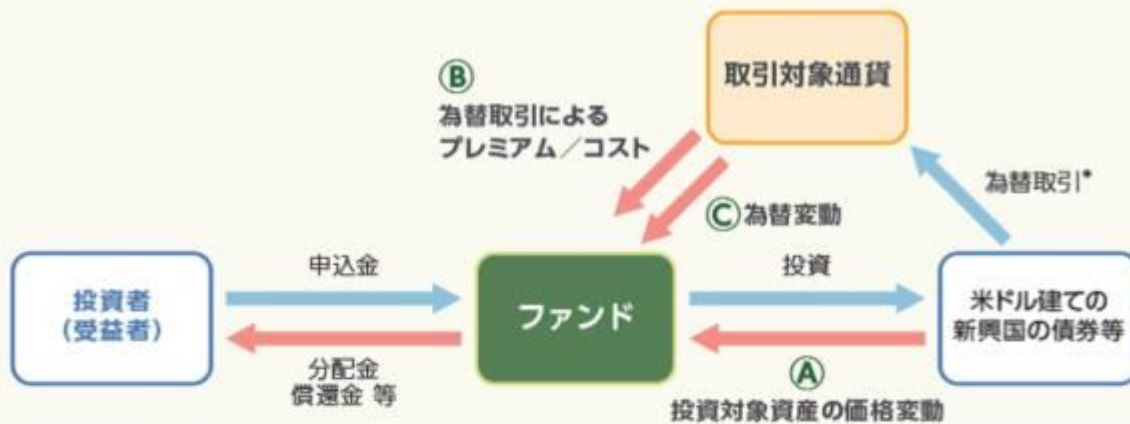 取引対象通貨
Ⓑ
為替取引による
プレミアム／コスト
為替取引*
Ⓒ為替変動
申込金
投資
投資者
(受益者)
ファンド
米ドル建ての
新興国の債券等
分配金
償還金 等
Ⓐ
投資対象資産の価格変動